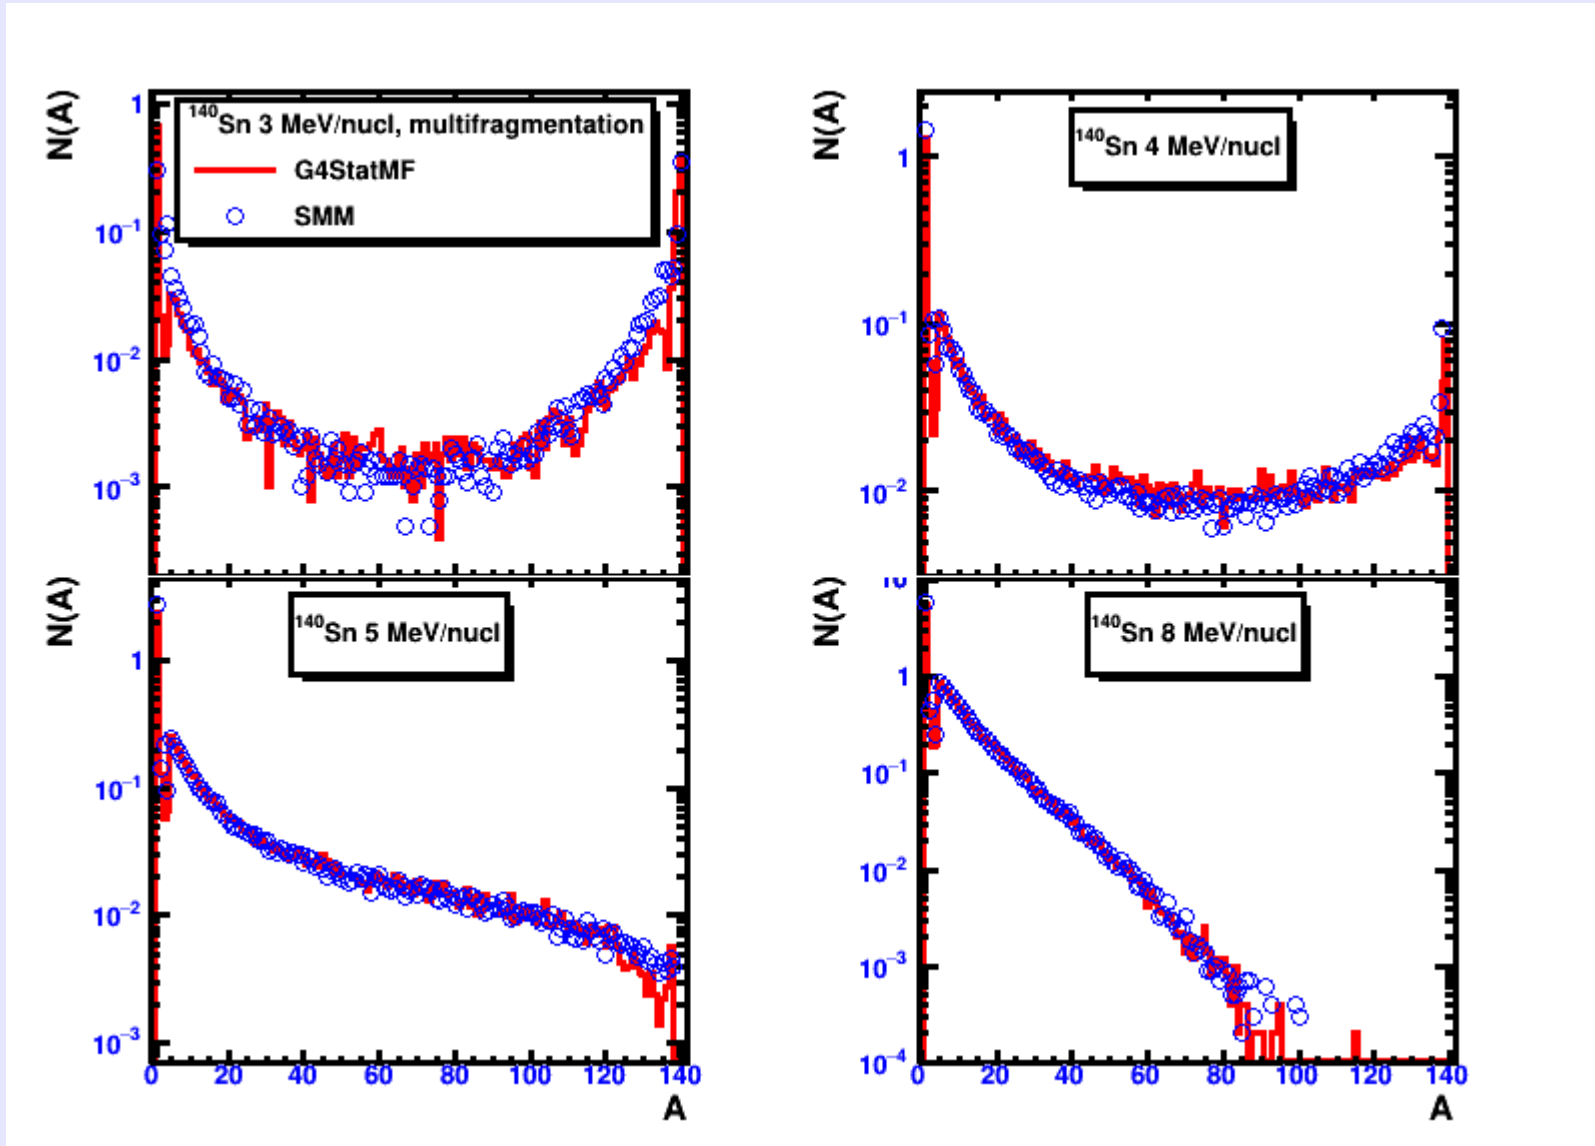 N(A)
1
10⁻¹
10⁻²
10⁻³
¹⁴⁰Sn 3 MeV/nucl, multifragmentation
G4StatMF
SMM
N(A)
1
10⁻¹
10⁻²
¹⁴⁰Sn 4 MeV/nucl
N(A)
1
10⁻¹
10⁻²
10⁻³
¹⁴⁰Sn 5 MeV/nucl
0 20 40 60 80 100 120 140
A
N(A)
10
1
10⁻¹
10⁻²
10⁻³
10⁻⁴
¹⁴⁰Sn 8 MeV/nucl
0 20 40 60 80 100 120 140
A